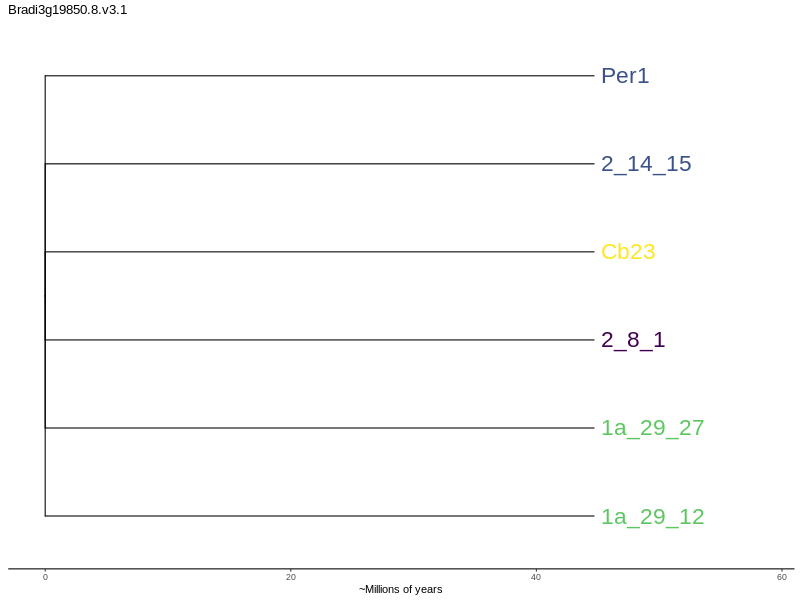 Bradi3g19850.8.v3.1
Per1
2_14_15
Cb23
2_8_1
1a_29_27
1a_29_12
0 20 40 60
~Millions of years